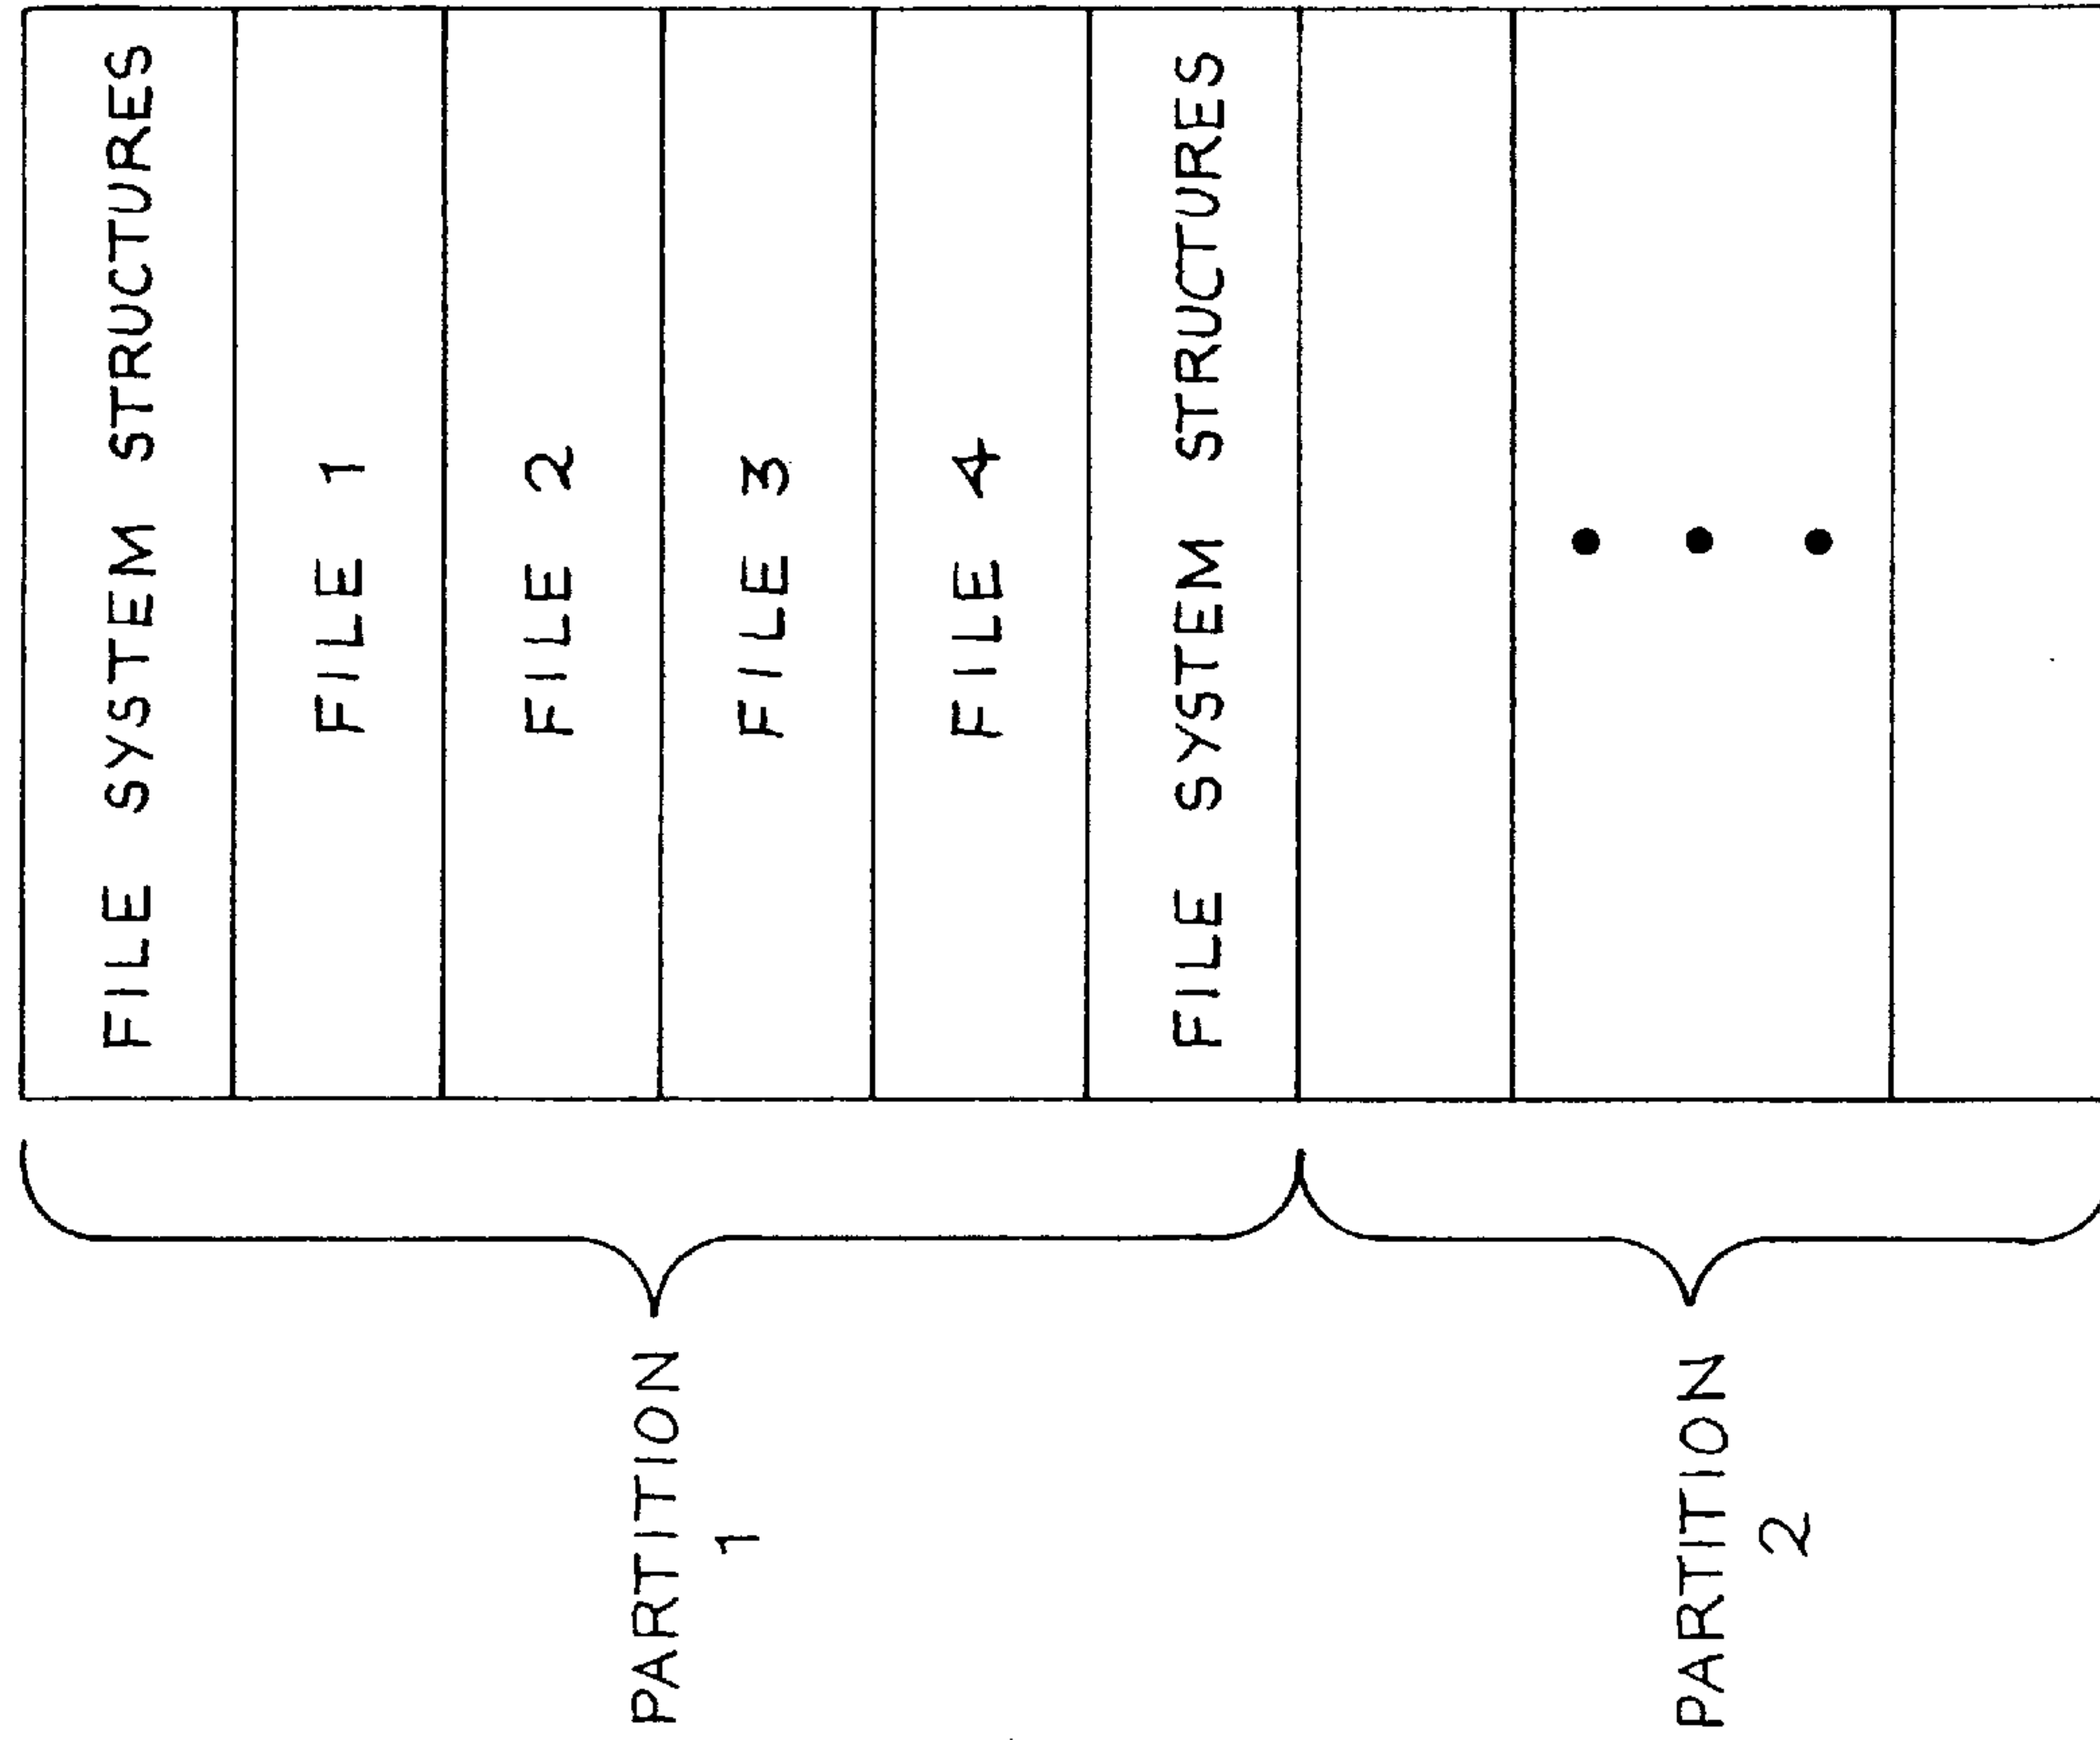 FILE SYSTEM STRUCTURES
FILE 1
FILE 2
FILE 3
FILE 4
FILE SYSTEM STRUCTURES
PARTITION
1
PARTITION
2